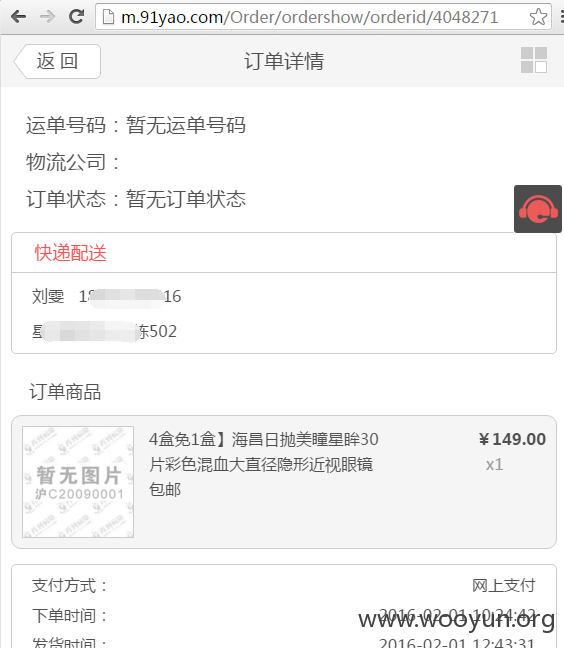 m.91yao.com/Order/ordershow/orderid/4048271
返 回
订单详情
运单号码：暂无运单号码
物流公司：
订单状态：暂无订单状态
快递配送
刘雯 18 16
星 栋502
订单商品
4盒免1盒】海昌日抛美瞳星眸30
¥149.00
片彩色混血大直径隐形近视眼镜
x1
包邮
暂无图片
沪C20090001
支付方式：
网上支付
下单时间：
2016-02-01 10:24:42
www.wooyun.org
发货时间：
2016-02-01 12:43:31